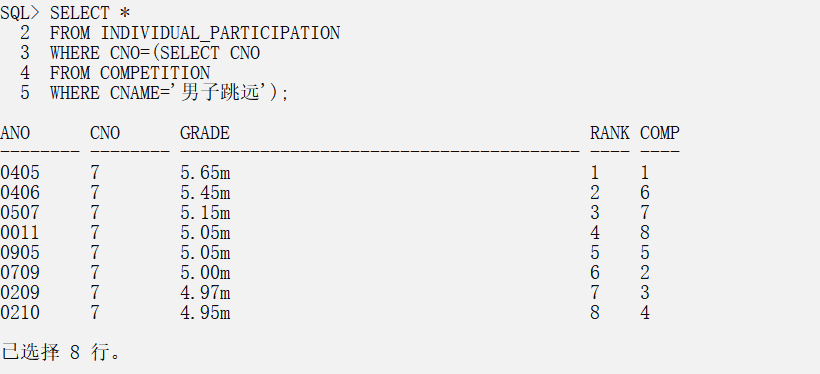 SQL> SELECT *
  2  FROM INDIVIDUAL_PARTICIPATION
  3  WHERE CNO=(SELECT CNO
  4  FROM COMPETITION
  5  WHERE CNAME='男子跳远');
ANO      CNO      GRADE                                    RANK COMP
-------- -------- ---------------------------------------- ---- ----
0405     7        5.65m                                    1    1
0406     7        5.45m                                    2    6
0507     7        5.15m                                    3    7
0011     7        5.05m                                    4    8
0905     7        5.05m                                    5    5
0709     7        5.00m                                    6    2
0209     7        4.97m                                    7    3
0210     7        4.95m                                    8    4
已选择 8 行。